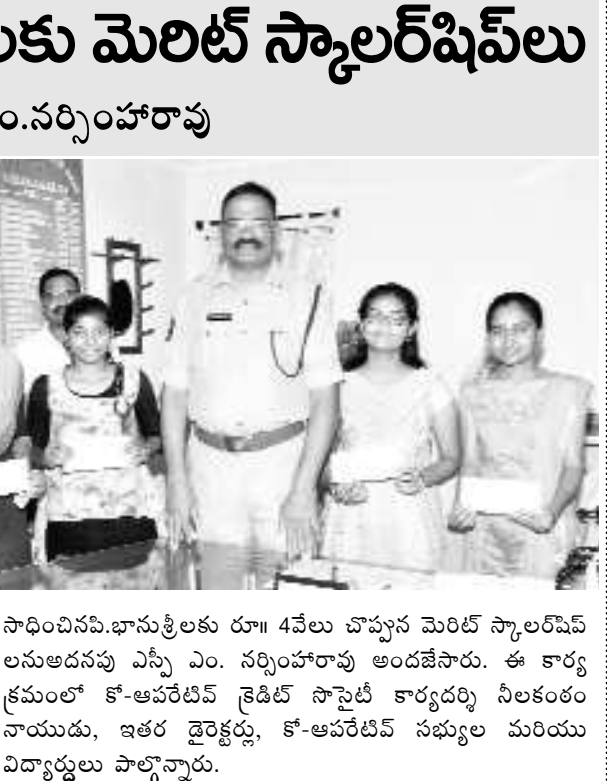 లకు మెరిట్ స్కాలర్‌షిప్‌లు
ం.నర్సింహారావు
సాధించినపి.భానుశ్రీలకు రూ॥ 4వేలు చొప్పున మెరిట్ స్కాలర్‌షిప్
లనుఅదనపు ఎస్పీ ఎం. నర్సింహారావు అందజేసారు. ఈ కార్య
క్రమంలో కో-ఆపరేటివ్ క్రెడిట్ సొసైటీ కార్యదర్శి నీలకంఠం
నాయుడు, ఇతర డైరెక్టర్లు, కో-ఆపరేటివ్ సభ్యుల మరియు
విద్యార్థులు పాల్గొన్నారు.